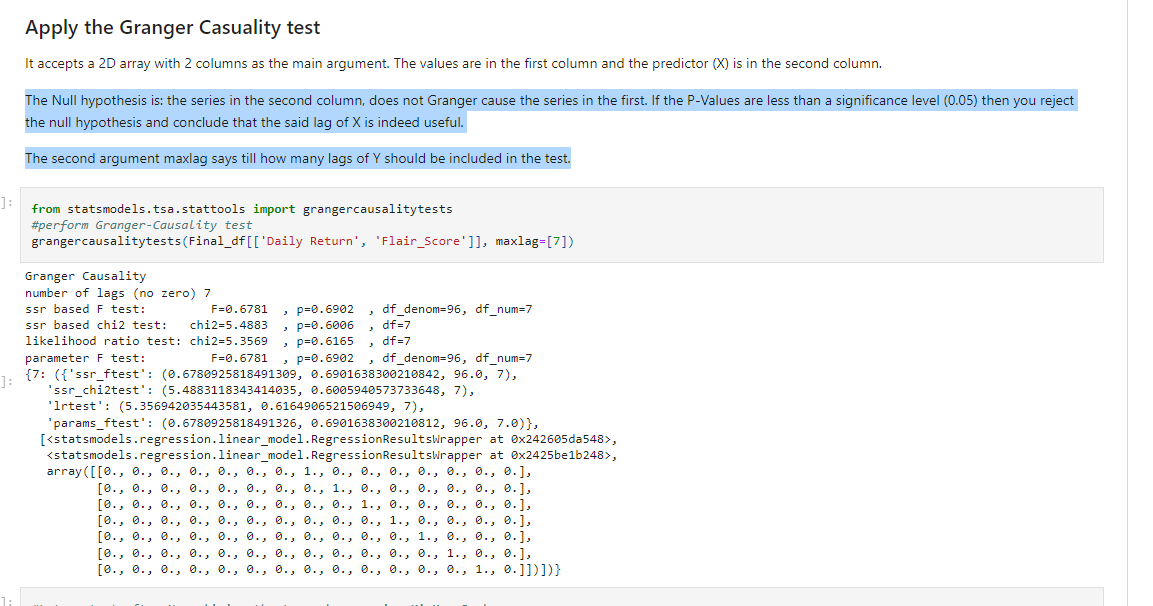 Apply the Granger Casuality test
It accepts a 2D array with 2 columns as the main argument. The values are in the first column and the predictor (X) is in the second column.
The Null hypothesis is: the series in the second column, does not Granger cause the series in the first. If the P-Values are less than a significance level (0.05) then you reject
the null hypothesis and conclude that the said lag of X is indeed useful.
The second argument maxlag says till how many lags of Y should be included in the test.
]:
from statsmodels.tsa.stattools import grangercausalitytests
#perform Granger-Causality test
grangercausalitytests(Final_df[['Daily Return', 'Flair_Score']], maxlag=[7])
Granger Causality
number of lags (no zero) 7
ssr based F test:         F=0.6781  , p=0.6902  , df_denom=96, df_num=7
ssr based chi2 test:   chi2=5.4883  , p=0.6006  , df=7
likelihood ratio test: chi2=5.3569  , p=0.6165  , df=7
parameter F test:         F=0.6781  , p=0.6902  , df_denom=96, df_num=7
]:
{7: ({'ssr_ftest': (0.6780925818491309, 0.6901638300210842, 96.0, 7),
'ssr_chi2test': (5.4883118343414035, 0.6005940573733648, 7),
'lrtest': (5.356942035443581, 0.6164906521506949, 7),
'params_ftest': (0.6780925818491326, 0.6901638300210812, 96.0, 7.0)},
[<statsmodels.regression.linear_model.RegressionResultsWrapper at 0x242605da548>,
<statsmodels.regression.linear_model.RegressionResultsWrapper at 0x2425be1b248>,
array([[0., 0., 0., 0., 0., 0., 0., 1., 0., 0., 0., 0., 0., 0., 0.],
[0., 0., 0., 0., 0., 0., 0., 0., 1., 0., 0., 0., 0., 0., 0.],
[0., 0., 0., 0., 0., 0., 0., 0., 0., 1., 0., 0., 0., 0., 0.],
[0., 0., 0., 0., 0., 0., 0., 0., 0., 0., 1., 0., 0., 0., 0.],
[0., 0., 0., 0., 0., 0., 0., 0., 0., 0., 0., 1., 0., 0., 0.],
[0., 0., 0., 0., 0., 0., 0., 0., 0., 0., 0., 0., 1., 0., 0.],
[0., 0., 0., 0., 0., 0., 0., 0., 0., 0., 0., 0., 0., 1., 0.]])])}
]: